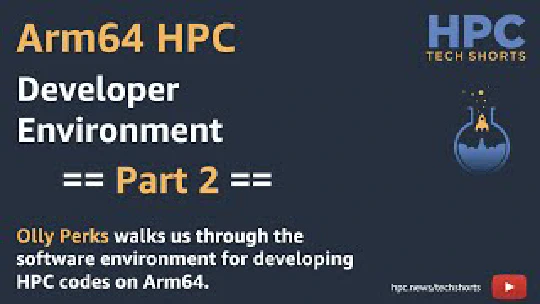 Arm64 HPC
HPC
TECH SHORTS
Developer
Environment
== Part 2 ==
Olly Perks walks us through the
software environment for developing
HPC codes on Arm64.
hpc.news/techshorts